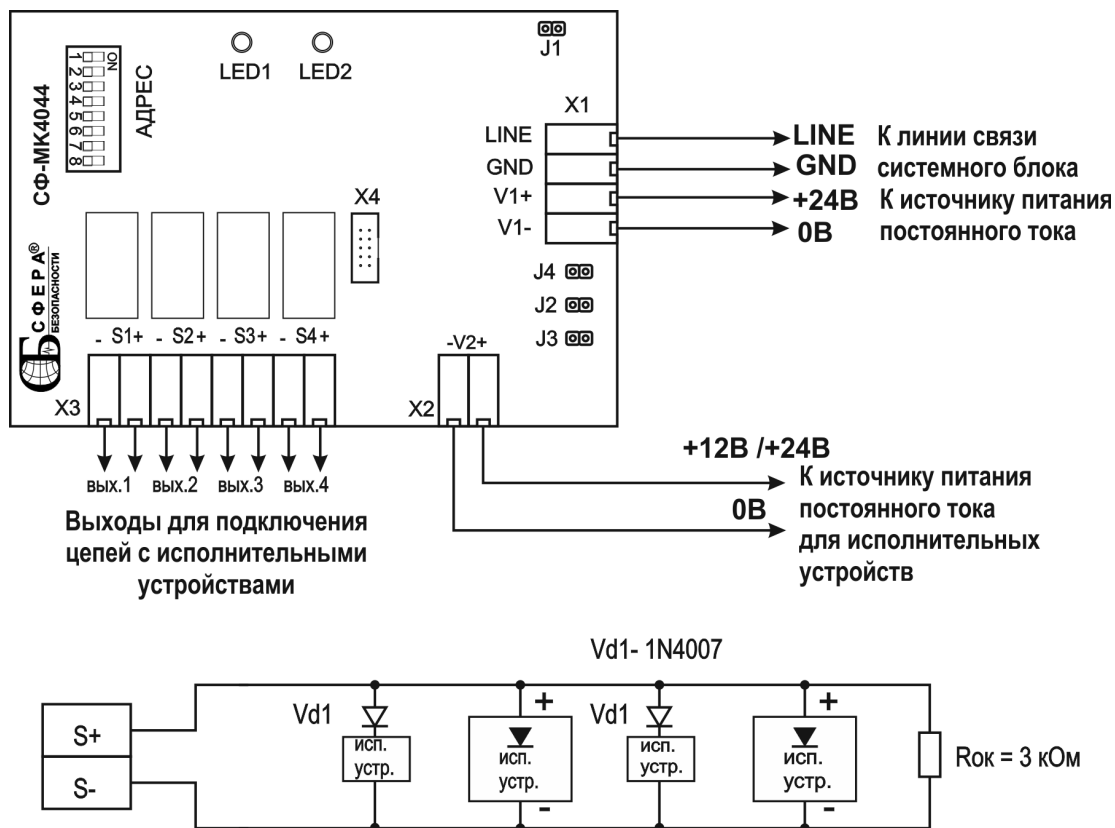 СФ-МК4044
1 2 3 4 5 6 7 8
ON
АДРЕС
LED1
LED2
J1
X1
LINE
GND
V1+
V1-
LINE К линии связи
GND системного блока
+24В К источнику питания
0В постоянного тока
X4
J4
J2
J3
СФЕРА®
БЕЗОПАСНОСТИ
- S1+ - S2+ - S3+ - S4+
-V2+
X3
X2
вых.1 вых.2 вых.3 вых.4
Выходы для подключения
цепей с исполнительными
устройствами
+12В /+24В
0В
К источнику питания
постоянного тока
для исполнительных
устройств
Vd1- 1N4007
S+
S-
Vd1
исп.
устр.
+
исп.
устр.
-
Vd1
исп.
устр.
+
исп.
устр.
-
Rок = 3 кОм